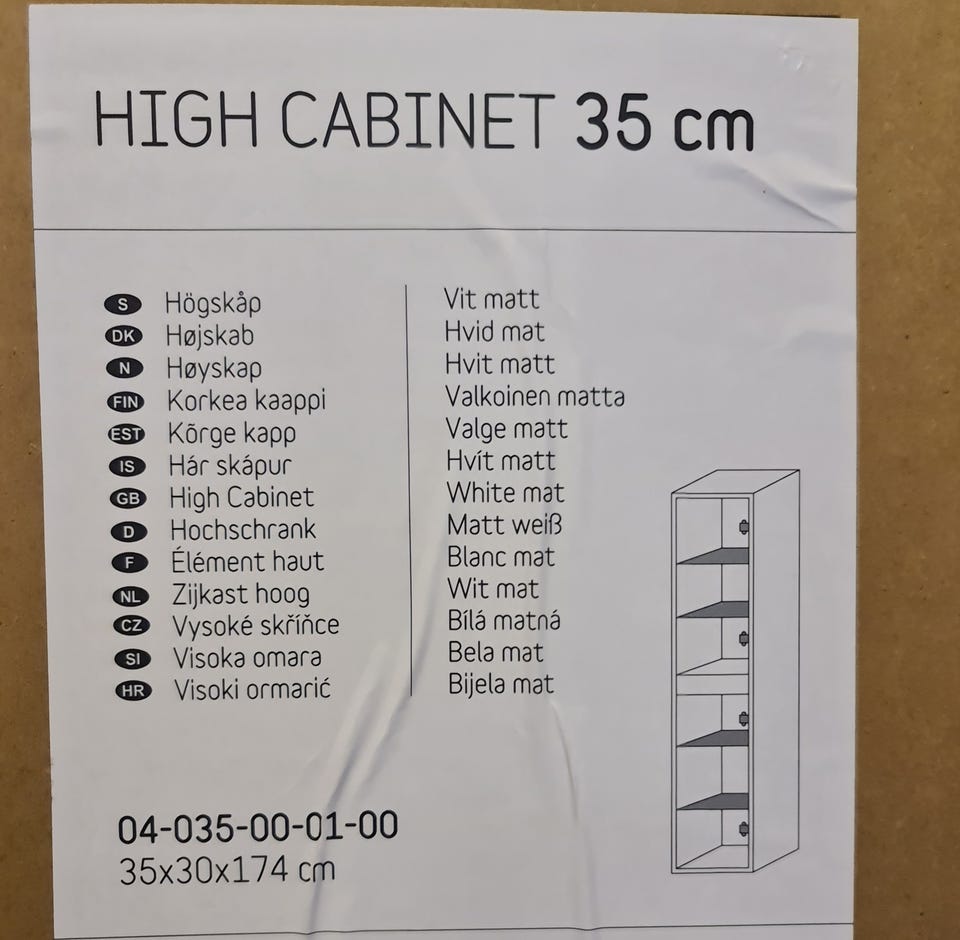 HIGH CABINET 35 cm
S Högskåp Vit matt
DK Højskab Hvid mat
N Høyskap Hvit matt
FIN Korkea kaappi Valkoinen matta
EST Kõrge kapp Valge matt
IS Hár skápur Hvít matt
GB High Cabinet White mat
D Hochschrank Matt weiß
F Élément haut Blanc mat
NL Zijkast hoog Wit mat
CZ Vysoké skříňce Bílá matná
SI Visoka omara Bela mat
HR Visoki ormarić Bijela mat
04-035-00-01-00
35x30x174 cm